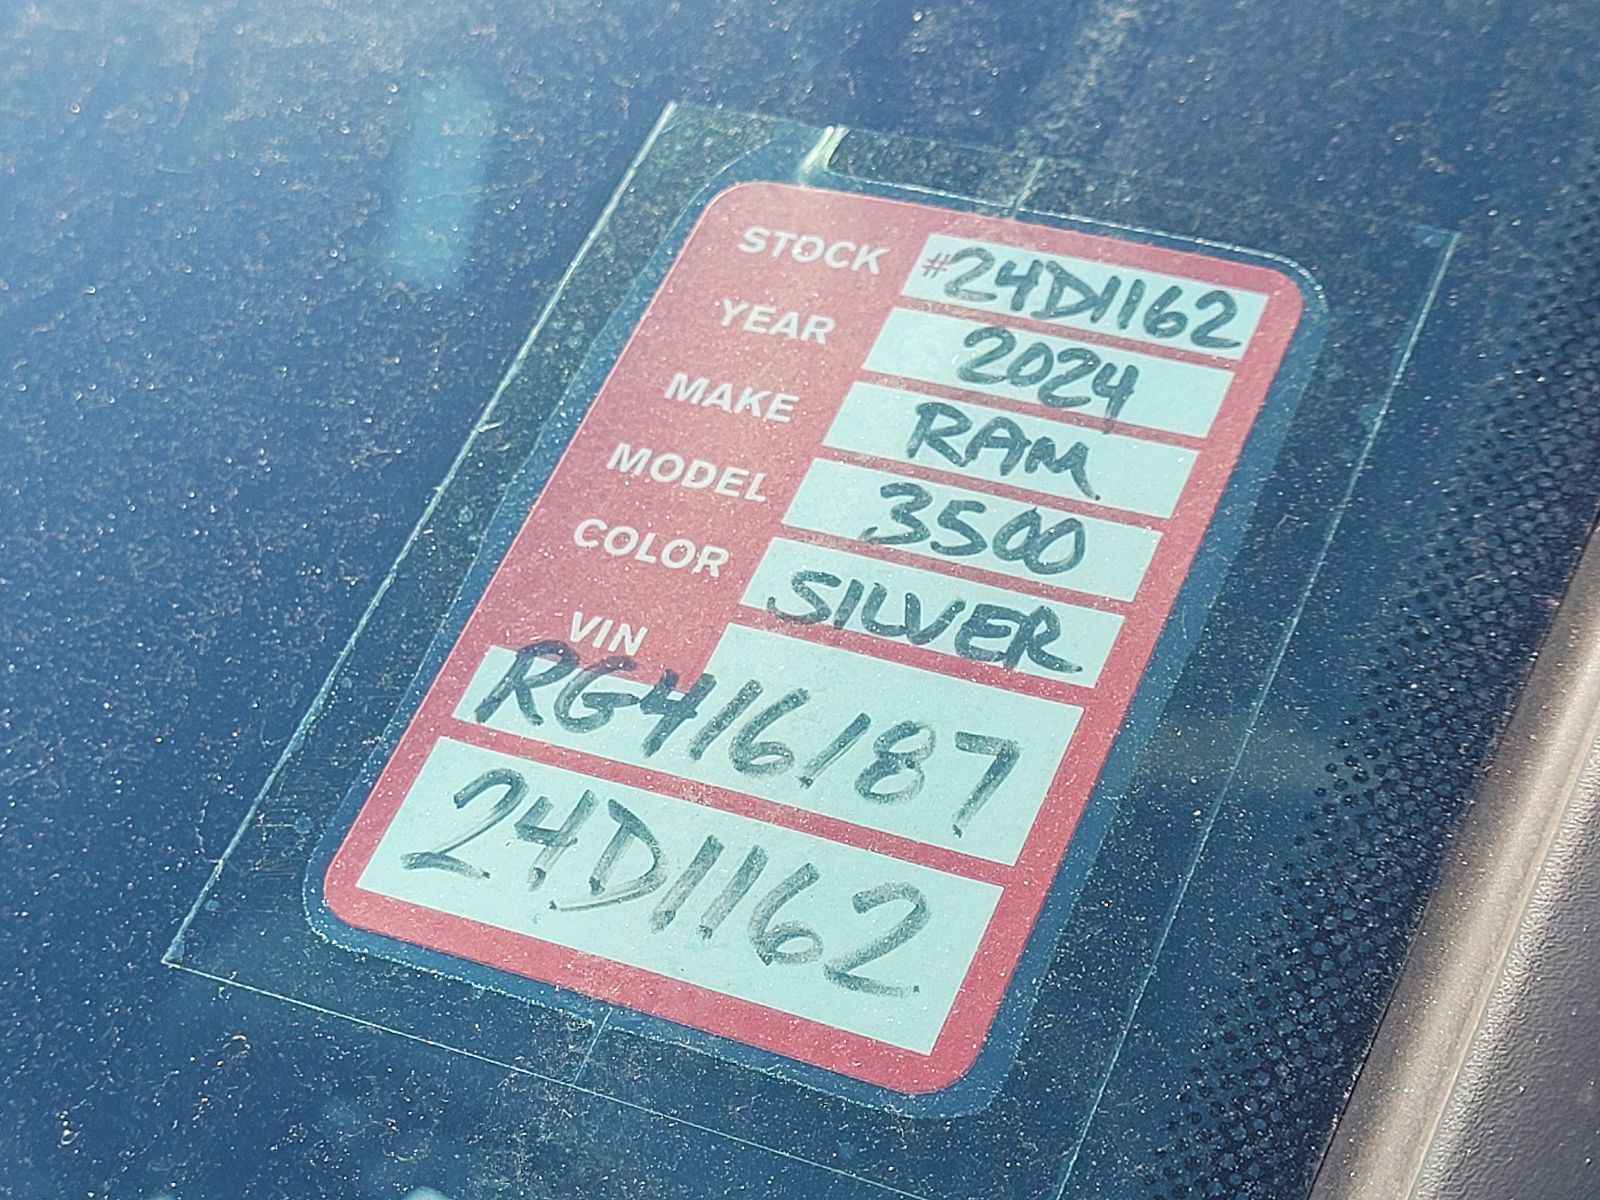 STOCK #24D1162
YEAR 2024
MAKE RAM
MODEL 3500
COLOR SILVER
VIN
RG416187
24D1162